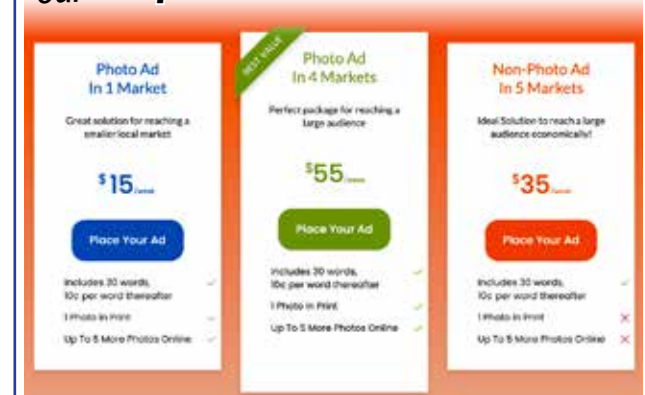 our
BEST VALUE
Photo Ad
In 1 Market
Great solution for reaching a
smaller local market
$15 /week
Place Your Ad
Includes 30 words,
10c per word thereafter
1 Photo in Print
Up To 5 More Photos Online
Photo Ad
In 4 Markets
Perfect package for reaching a
large audience
$55 /week
Place Your Ad
Includes 30 words,
10c per word thereafter
1 Photo in Print
Up To 5 More Photos Online
Non-Photo Ad
In 5 Markets
Ideal Solution to reach a large
audience economically!
$35 /week
Place Your Ad
Includes 30 words,
10c per word thereafter
1 Photo in Print
Up To 5 More Photos Online